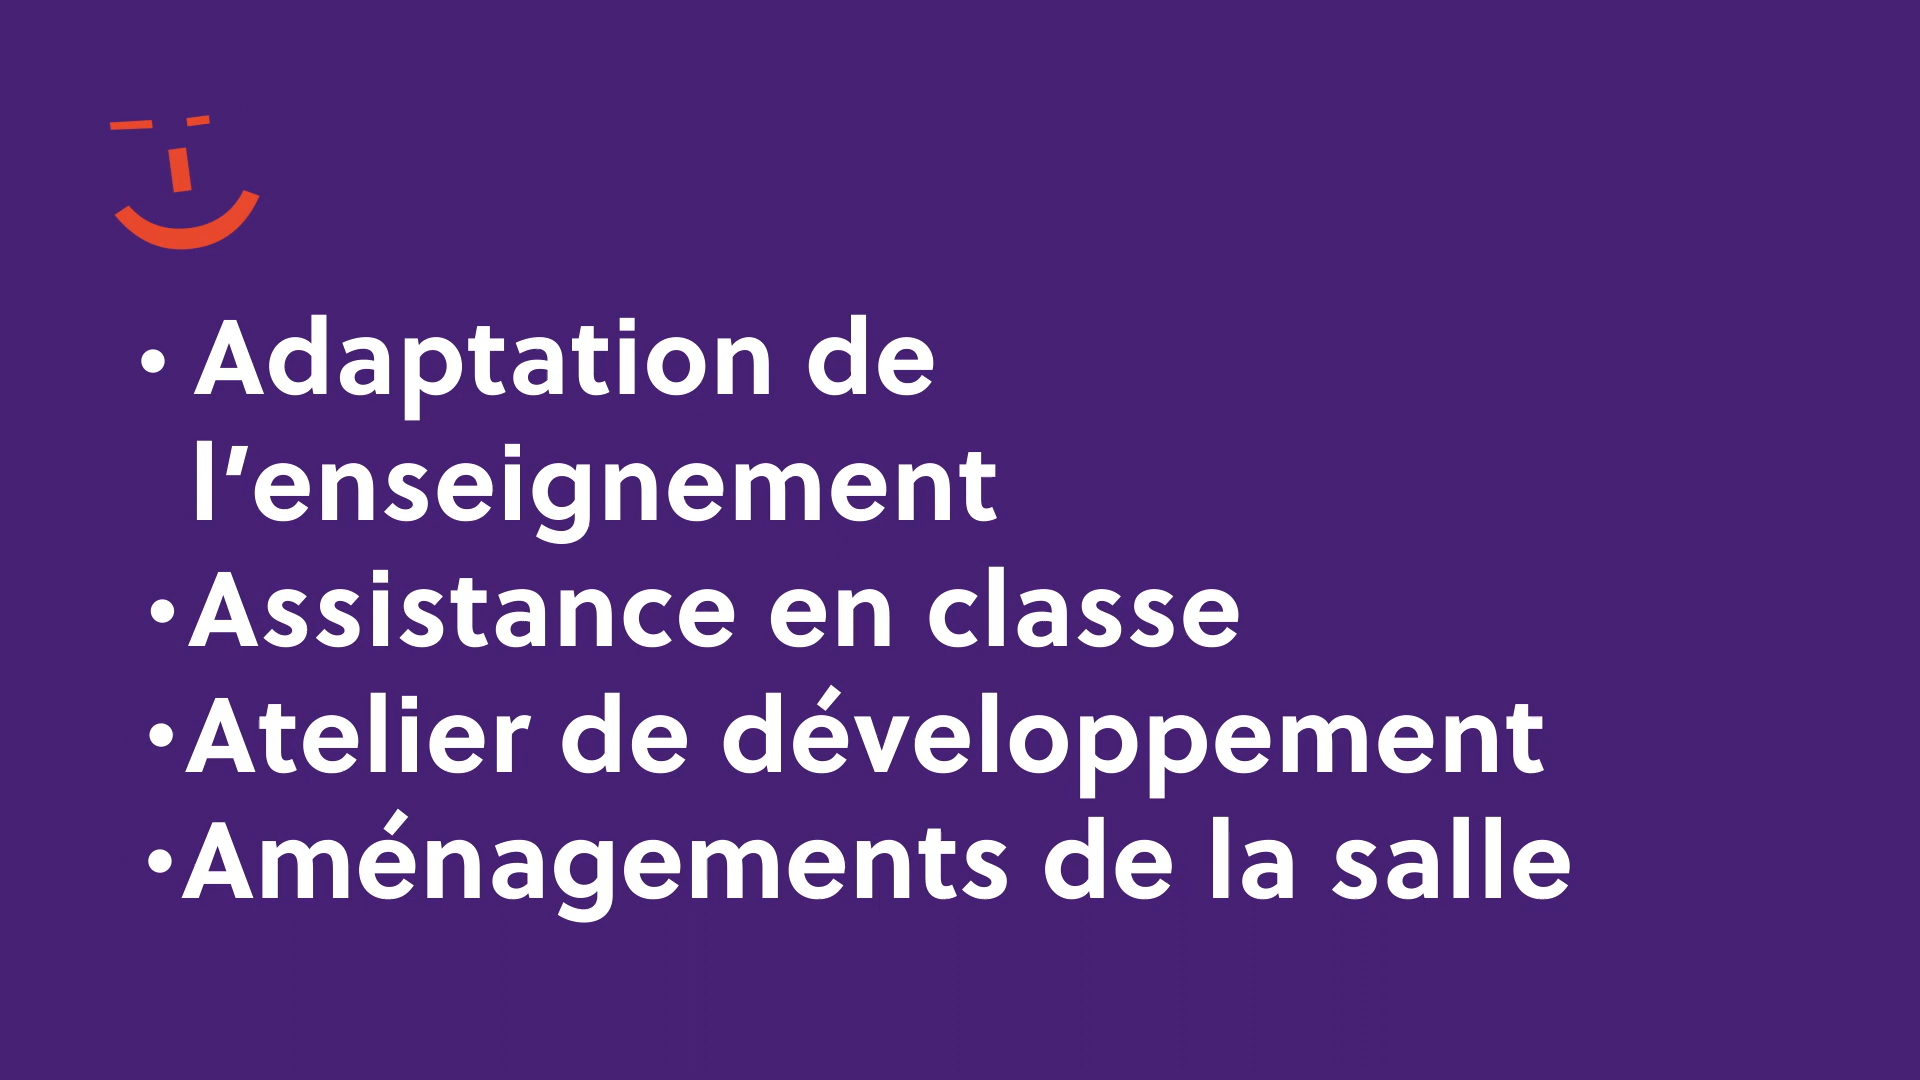 • Adaptation de
l’enseignement
•Assistance en classe
•Atelier de développement
•Aménagements de la salle